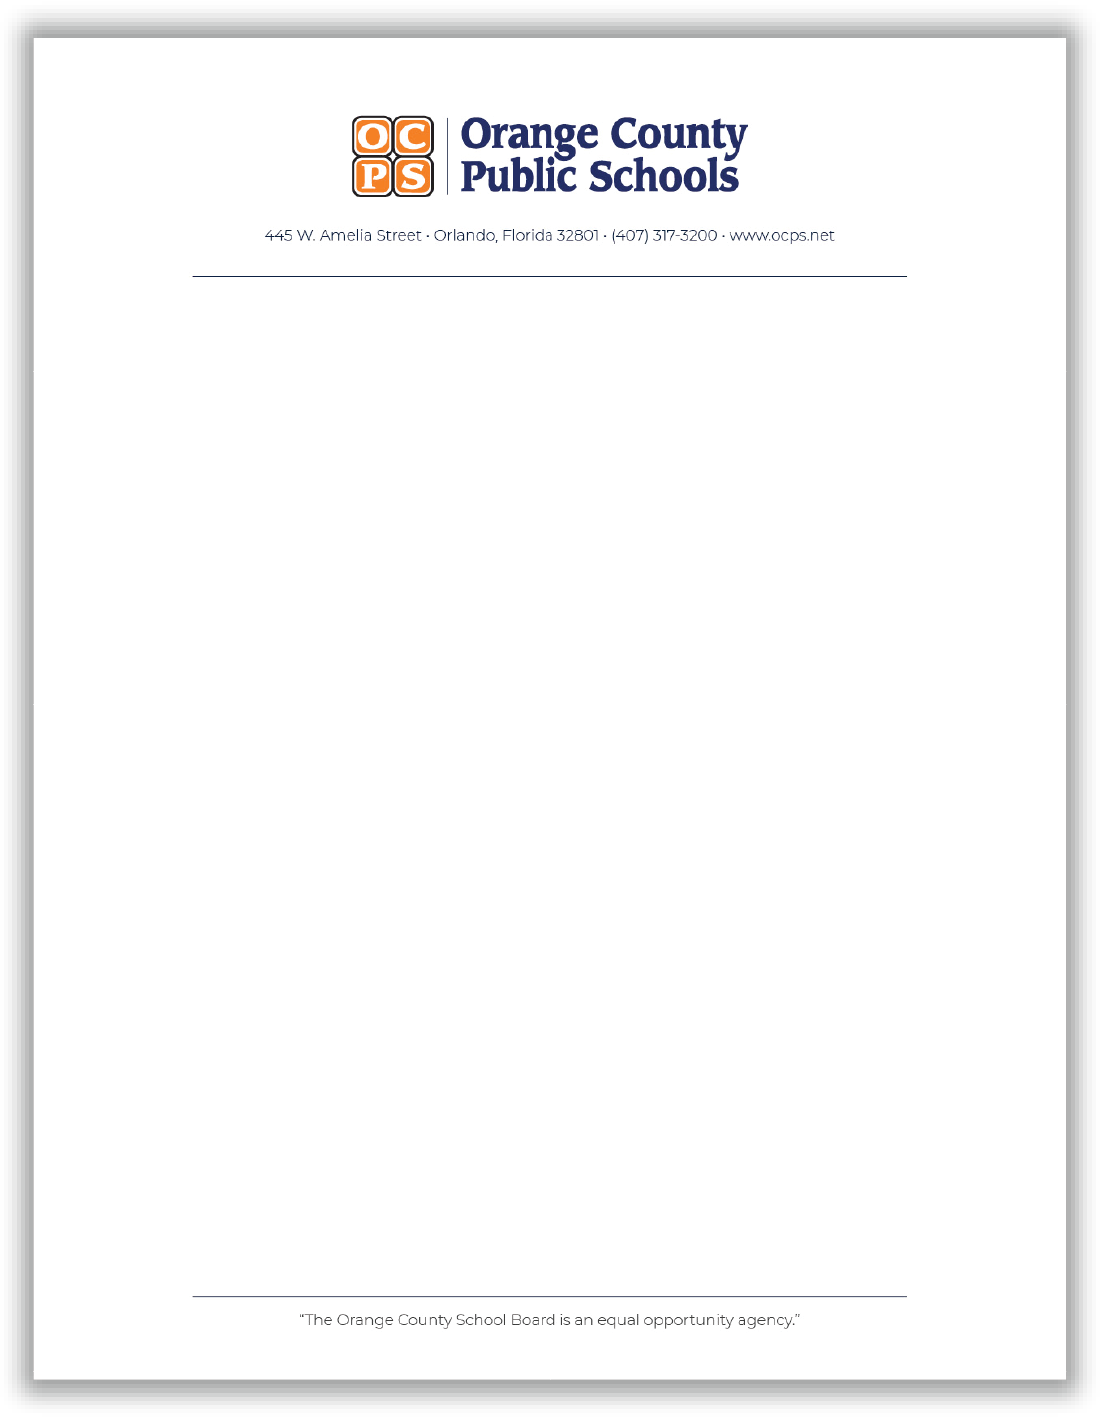 OC
PS
Orange County
Public Schools
445 W. Amelia Street • Orlando, Florida 32801 • (407) 317-3200 • www.ocps.net
“The Orange County School Board is an equal opportunity agency.”